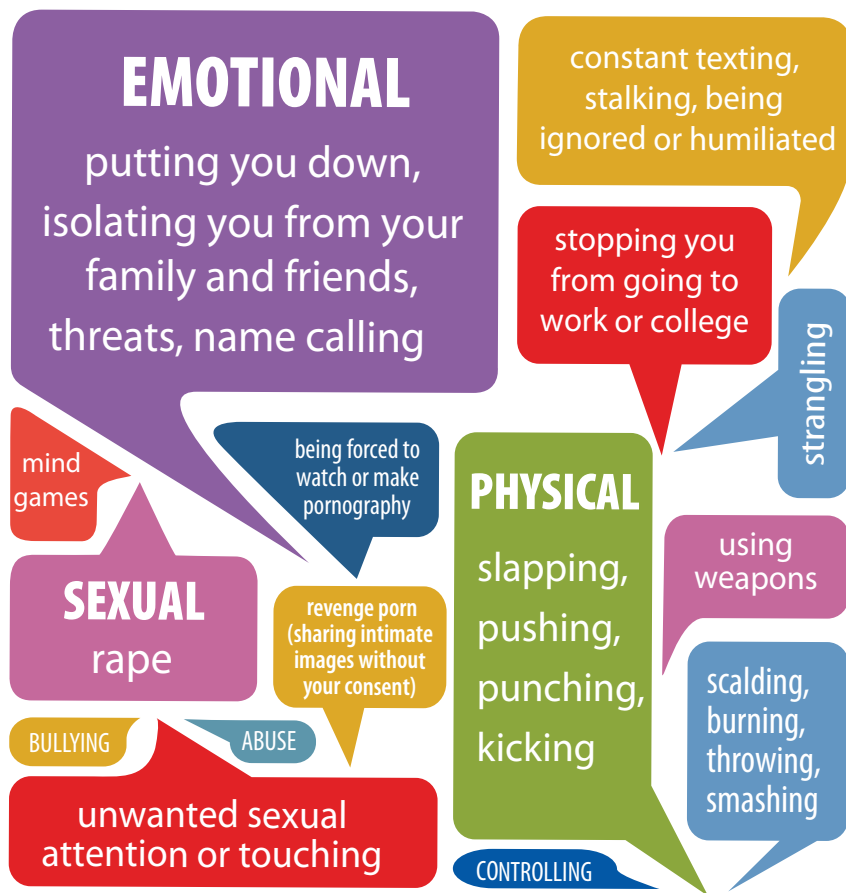 EMOTIONAL
putting you down,
isolating you from your
family and friends,
threats, name calling
constant texting,
stalking, being
ignored or humiliated
stopping you
from going to
work or college
strangling
mind
games
being forced to
watch or make
pornography
PHYSICAL
slapping,
pushing,
punching,
kicking
using
weapons
SEXUAL
rape
revenge porn
(sharing intimate
images without
your consent)
scalding,
burning,
throwing,
smashing
BULLYING
ABUSE
unwanted sexual
attention or touching
CONTROLLING